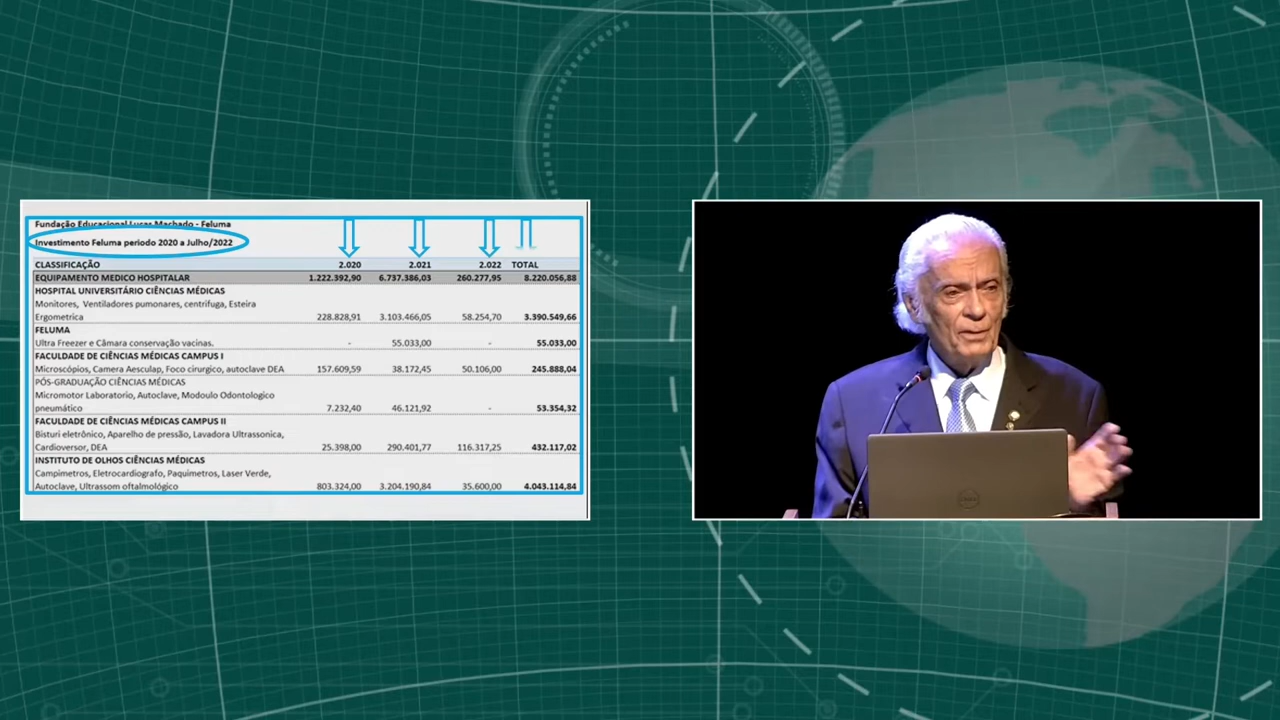 Fundação Educacional Lucas Machado - Feluma
Investimento Feluma periodo 2020 a Julho/2022
CLASSIFICAÇÃO 2.020 2.021 2.022 TOTAL
EQUIPAMENTO MEDICO HOSPITALAR 1.222.392,90 6.737.386,03 260.277,95 8.220.056,88
HOSPITAL UNIVERSITÁRIO CIÊNCIAS MÉDICAS
Monitores, Ventiladores pumonares, centrifuga, Esteira
Ergometrica 228.828,91 3.103.466,05 58.254,70 3.390.549,66
FELUMA
Ultra Freezer e Câmara conservação vacinas. - 55.033,00 - 55.033,00
FACULDADE DE CIÊNCIAS MÉDICAS CAMPUS I
Microscópios, Camera Aesculap, Foco cirurgico, autoclave DEA 157.609,59 38.172,45 50.106,00 245.888,04
PÓS-GRADUAÇÃO CIÊNCIAS MÉDICAS
Micromotor Laboratorio, Autoclave, Modoulo Odontologico
pneumático 7.232,40 46.121,92 - 53.354,32
FACULDADE DE CIÊNCIAS MÉDICAS CAMPUS II
Bisturi eletrônico, Aparelho de pressão, Lavadora Ultrassonica,
Cardioversor, DEA 25.398,00 290.401,77 116.317,25 432.117,02
INSTITUTO DE OLHOS CIÊNCIAS MÉDICAS
Campimetros, Eletrocardiografo, Paquimetros, Laser Verde,
Autoclave, Ultrassom oftalmológico 803.324,00 3.204.190,84 35.600,00 4.043.114,84
DELL